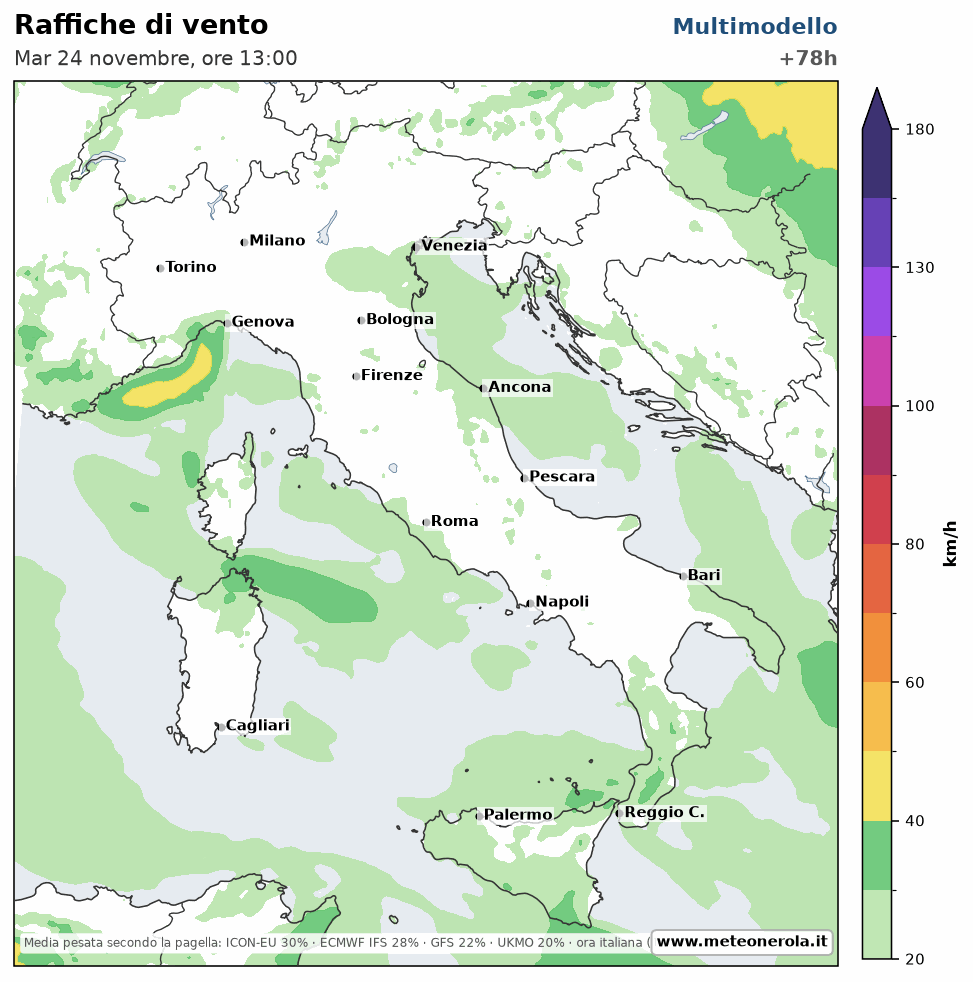 Raffiche di vento
Multimodello
Mar 24 novembre, ore 13:00
+78h
180
130
100
80
60
40
20
km/h
Milano
Venezia
Torino
Genova
Bologna
Firenze
Ancona
Pescara
Roma
Bari
Napoli
Cagliari
Palermo
Reggio C.
Media pesata secondo la pagella: ICON-EU 30% · ECMWF IFS 28% · GFS 22% · UKMO 20% · ora italiana (
www.meteonerola.it